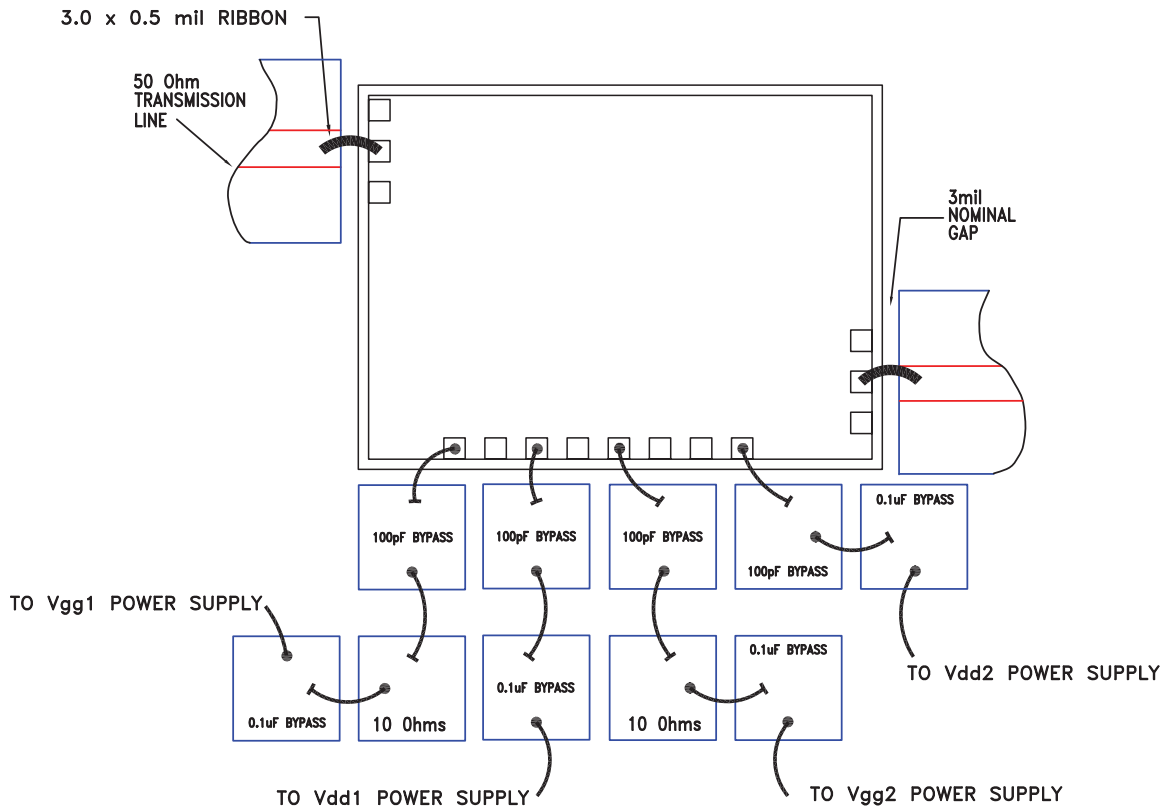 3.0 x 0.5 mil RIBBON
50 Ohm
TRANSMISSION
LINE
3mil
NOMINAL
GAP
100pF BYPASS
100pF BYPASS
100pF BYPASS
100pF BYPASS
0.1uF BYPASS
TO Vgg1 POWER SUPPLY
0.1uF BYPASS
10 Ohms
0.1uF BYPASS
10 Ohms
0.1uF BYPASS
TO Vdd2 POWER SUPPLY
TO Vdd1 POWER SUPPLY
TO Vgg2 POWER SUPPLY